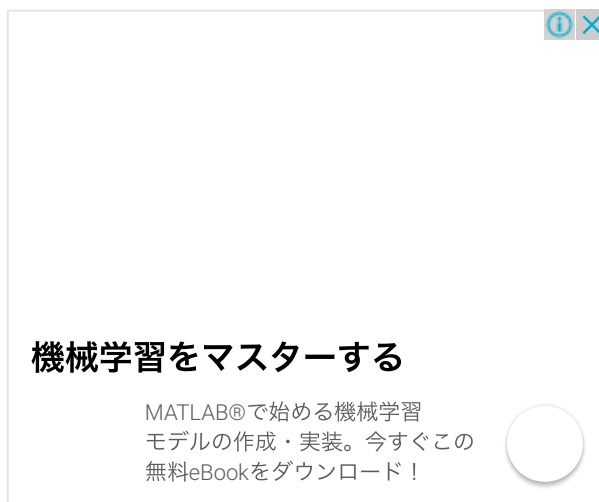 機械学習をマスターする
MATLAB®で始める機械学習
モデルの作成・実装。今すぐこの
無料eBookをダウンロード！